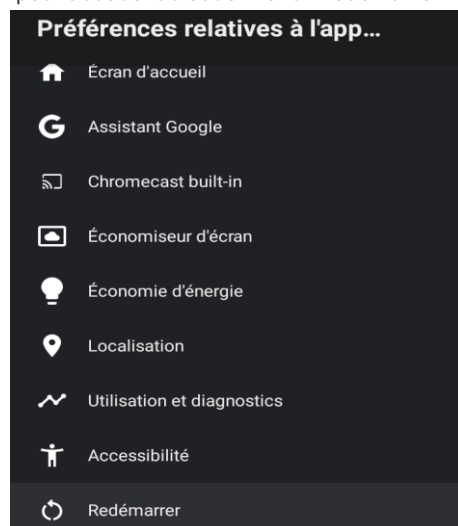 Préférences relatives à l'app...
Écran d'accueil
Assistant Google
Chromecast built-in
Économiseur d'écran
Économie d'énergie
Localisation
Utilisation et diagnostics
Accessibilité
Redémarrer